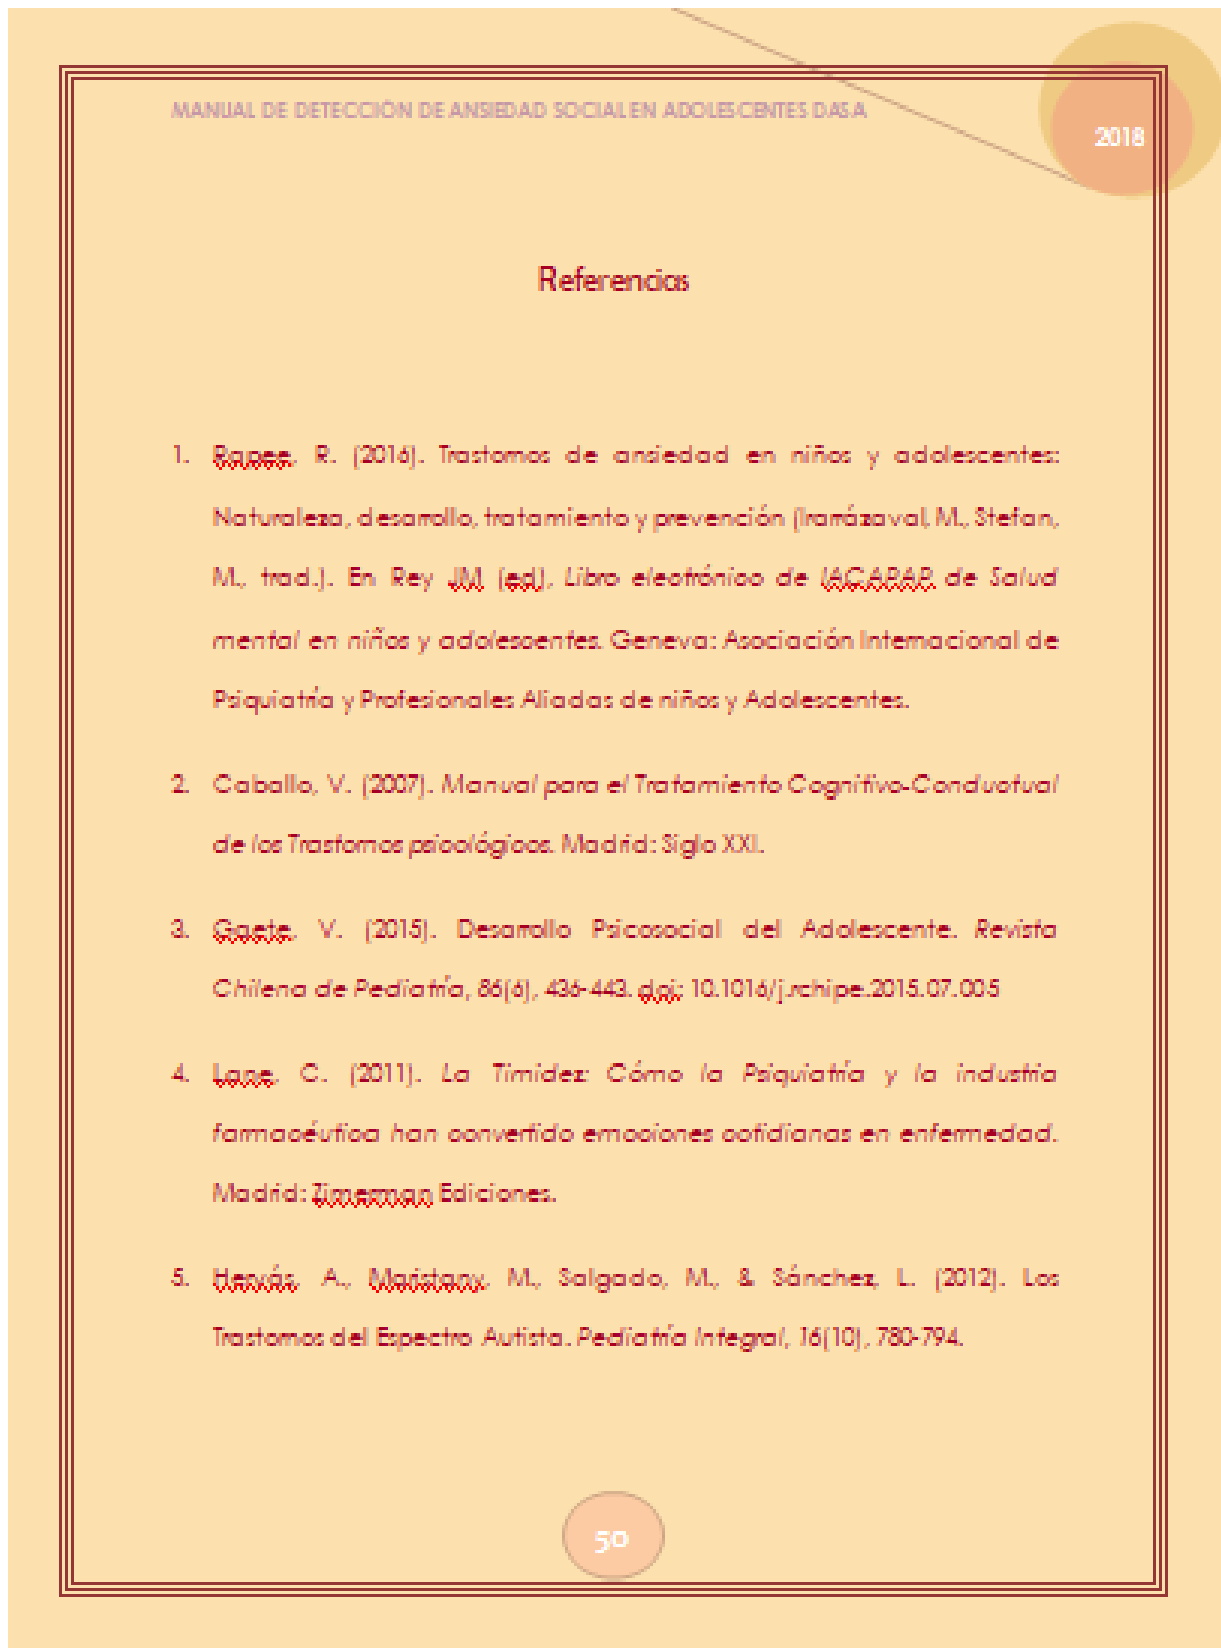 MANUAL DE DETECCIÓN DE ANSIEDAD SOCIAL EN ADOLESCENTES DASA
2018
Referencias
1. Rapee, R. (2016). Trastornos de ansiedad en niños y adolescentes:
Naturaleza, desarrollo, tratamiento y prevención (Irarrázaval, M., Stefan,
M., trad.). En Rey JM (ed), Libro electrónico de IACAPAP de Salud
mental en niños y adolescentes. Geneva: Asociación Internacional de
Psiquiatría y Profesionales Aliadas de niños y Adolescentes.
2. Caballo, V. (2007). Manual para el Tratamiento Cognitivo-Conductual
de los Trastornos psicológicos. Madrid: Siglo XXI.
3. Gaete, V. (2015). Desarrollo Psicosocial del Adolescente. Revista
Chilena de Pediatría, 86(6), 436-443. doi: 10.1016/j.rchipe.2015.07.005
4. Lane, C. (2011). La Timidez: Cómo la Psiquiatría y la industria
farmacéutica han convertido emociones cotidianas en enfermedad.
Madrid: Zimerman Ediciones.
5. Hervás, A., Maristany, M., Salgado, M., & Sánchez, L. (2012). Los
Trastornos del Espectro Autista. Pediatría Integral, 16(10), 780-794.
50